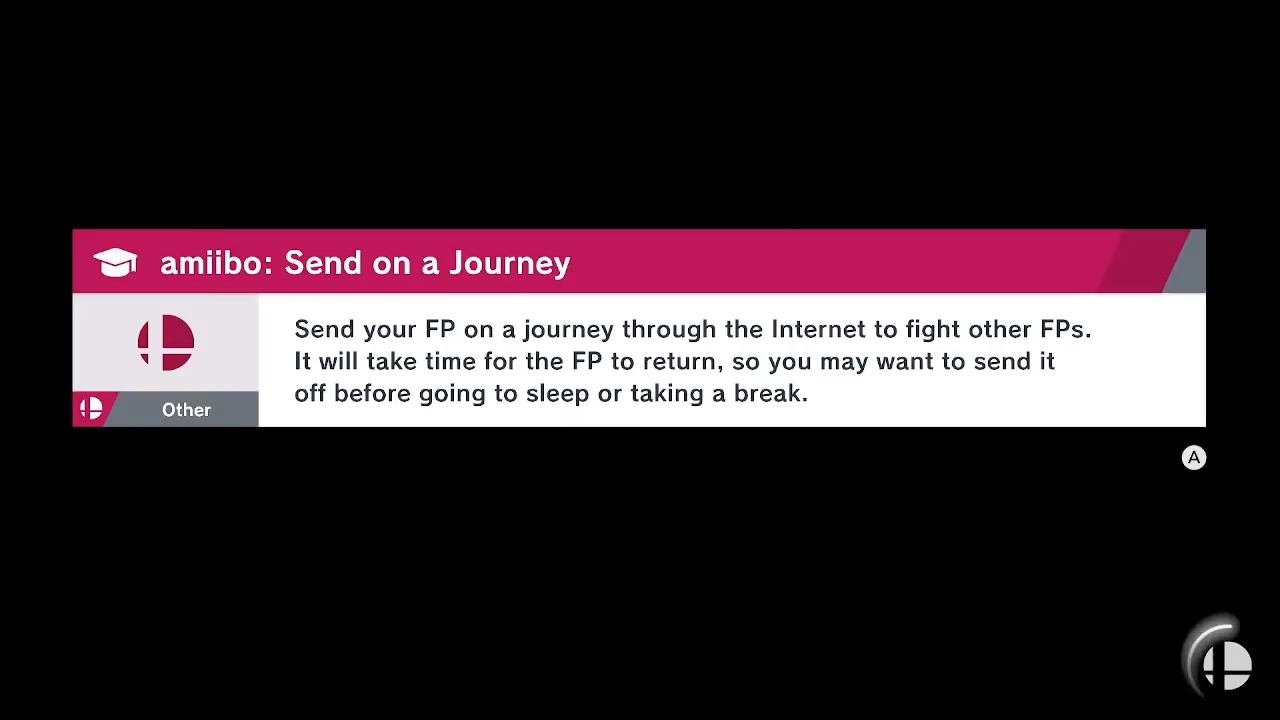 amiibo: Send on a Journey
Send your FP on a journey through the Internet to fight other FPs.
It will take time for the FP to return, so you may want to send it
off before going to sleep or taking a break.
Other
A